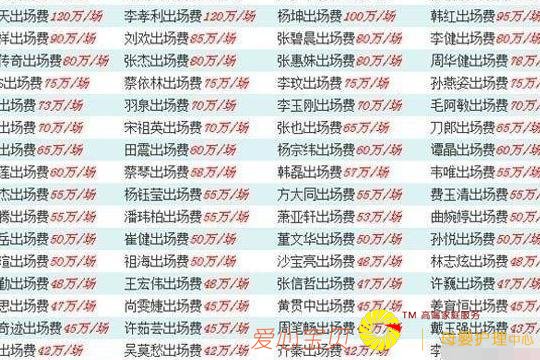 天出场费120万/场 李孝利出场费120万/场 杨坤出场费100万/场 韩红出场费95万/场
祥出场费90万/场 刘欢出场费85万/场 张碧晨出场费80万/场 李健出场费80万/场
传奇出场费80万/场 张杰出场费80万/场 张惠妹出场费80万/场 周华健出场费78万/场
出场费75万/场 蔡依林出场费75万/场 李玟出场费75万/场 孙燕姿出场费75万/场
出场费73万/场 羽泉出场费70万/场 李玉刚出场费70万/场 毛阿敏出场费70万/场
出场费70万/场 宋祖英出场费70万/场 张也出场费65万/场 刀郎出场费65万/场
出场费65万/场 田震出场费60万/场 杨宗纬出场费60万/场 谭晶出场费60万/场
莲出场费60万/场 蔡琴出场费58万/场 韩磊出场费57万/场 韦唯出场费55万/场
杰出场费55万/场 杨钰莹出场费55万/场 方大同出场费55万/场 费玉清出场费55万/场
腾出场费55万/场 潘玮柏出场费55万/场 萧亚轩出场费53万/场 曲婉婷出场费50万/场
岳出场费50万/场 崔健出场费50万/场 董文华出场费50万/场 孙悦出场费50万/场
出场费50万/场 祖海出场费50万/场 沙宝亮出场费48万/场 林志炫出场费48万/场
勤出场费48万/场 王宏伟出场费48万/场 张信哲出场费47万/场 许巍出场费47万/场
思出场费47万/场 尚雯婕出场费45万/场 黄贯中出场费45万/场 姜育恒出场费45万/场
TM 高端家庭服务
奇迹出场费45万/场 许茹芸出场费45万/场 周笔 戴玉强出场费43万/场
母婴护理中心
出场费42万/场 吴莫愁出场费42万/场 齐秦出场费42万/场 李